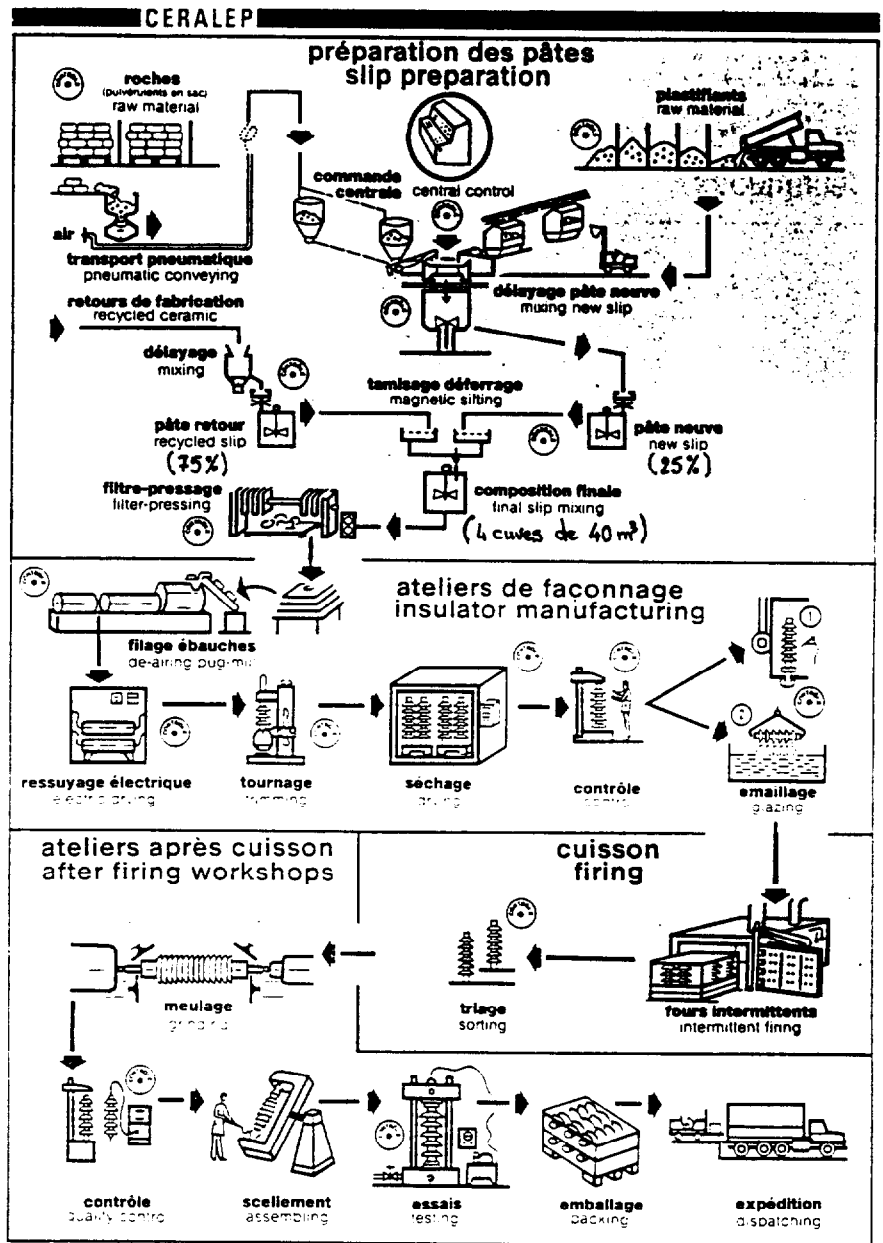 CERALEP
préparation des pâtes
slip preparation
roches
(pulvérulents en sac)
raw material
plastifiants
raw material
commande
centrale
central control
air
transport pneumatique
pneumatic conveying
délayage pâte neuve
mixing new slip
retours de fabrication
recycled ceramic
délayage
mixing
tamisage déferrage
magnetic sifting
pâte retour
recycled slip
(75%)
pâte neuve
new slip
(25%)
filtre-pressage
filter-pressing
composition finale
final slip mixing
(4 cuves de 40 m³)
ateliers de façonnage
insulator manufacturing
filage ébauches
de-airing pug-mill
1
2
ressuyage électrique
electric drying
tournage
trimming
séchage
drying
contrôle
control
emaillage
glazing
ateliers après cuisson
after firing workshops
cuisson
firing
meulage
grinding
triage
sorting
fours intermittents
intermittent firing
contrôle
quality control
scellement
assembling
essais
testing
emballage
packing
expédition
dispatching